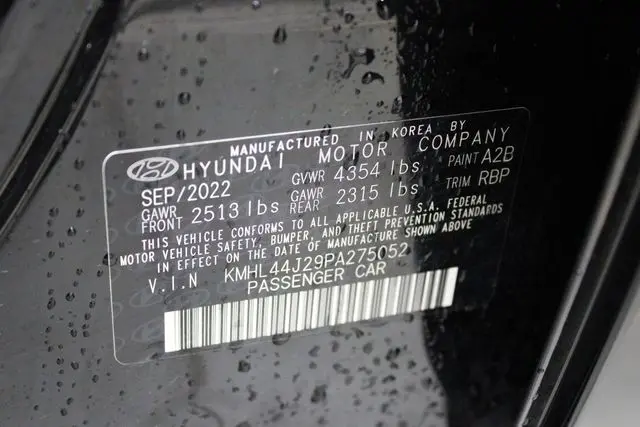 MANUFACTURED IN KOREA BY
HYUNDAI MOTOR COMPANY
SEP/2022 GVWR 4354 lbs PAINT A2B
GAWR FRONT 2513 lbs GAWR REAR 2315 lbs TRIM RBP
THIS VEHICLE CONFORMS TO ALL APPLICABLE U.S.A. FEDERAL
MOTOR VEHICLE SAFETY, BUMPER, AND THEFT PREVENTION STANDARDS
IN EFFECT ON THE DATE OF MANUFACTURE SHOWN ABOVE
V.I.N KMHL44J29PA275052
PASSENGER CAR